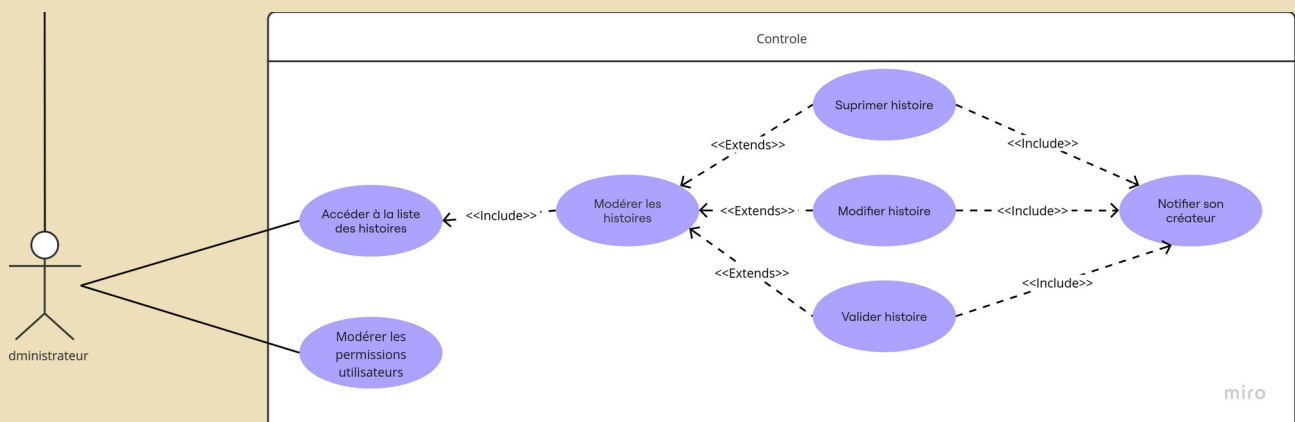 Controle
Suprimer histoire
<<Extends>>
<<Include>>
Accéder à la liste
des histoires
<<Include>>
Modérer les
histoires
<<Extends>>
Modifier histoire
<<Include>>
Notifier son
créateur
<<Extends>>
<<Include>>
Valider histoire
Modérer les
permissions
utilisateurs
dministrateur
miro